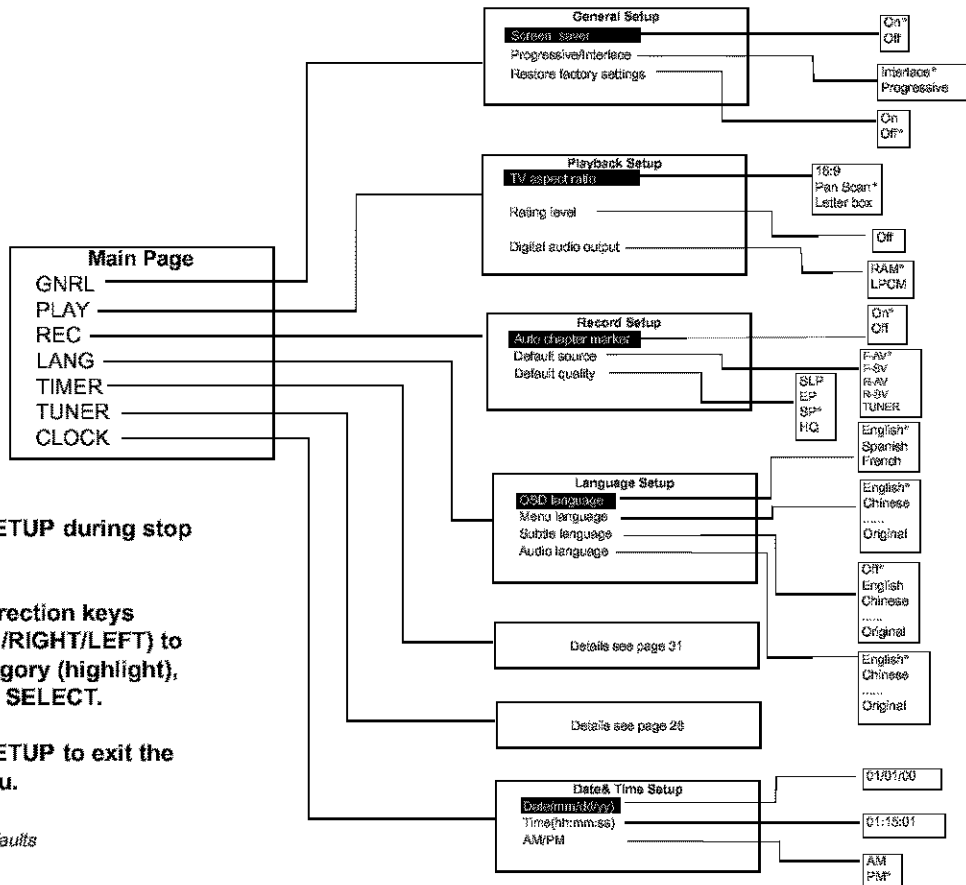 Main Page
GNRL
PLAY
REC
LANG
TIMER
TUNER
CLOCK
ETUP during stop
rection keys
/RIGHT/LEFT) to
gory (highlight),
SELECT.
ETUP to exit the
u.
aults
General Setup
Screen saver
Progressive/Interlace
Restore factory settings
On*
Off
Interlace*
Progressive
On
Off*
Playback Setup
TV aspect ratio
Rating level
Digital audio output
16:9
Pan Scan*
Letter box
Off
RAM*
LPCM
Record Setup
Auto chapter marker
Default source
Default quality
On*
Off
F-AV*
F-SV
R-AV
R-SV
TUNER
SLP
EP
SP*
HQ
Language Setup
OSD language
Menu language
Subtle language
Audio language
English*
Spanish
French
English*
Chinese
......
Original
Off*
English
Chinese
......
Original
English*
Chinese
......
Original
Details see page 31
Details see page 28
Date& Time Setup
Date(mm/dd/yy)
Time(hh:mm:ss)
AM/PM
01/01/00
01:15:01
AM
PM*